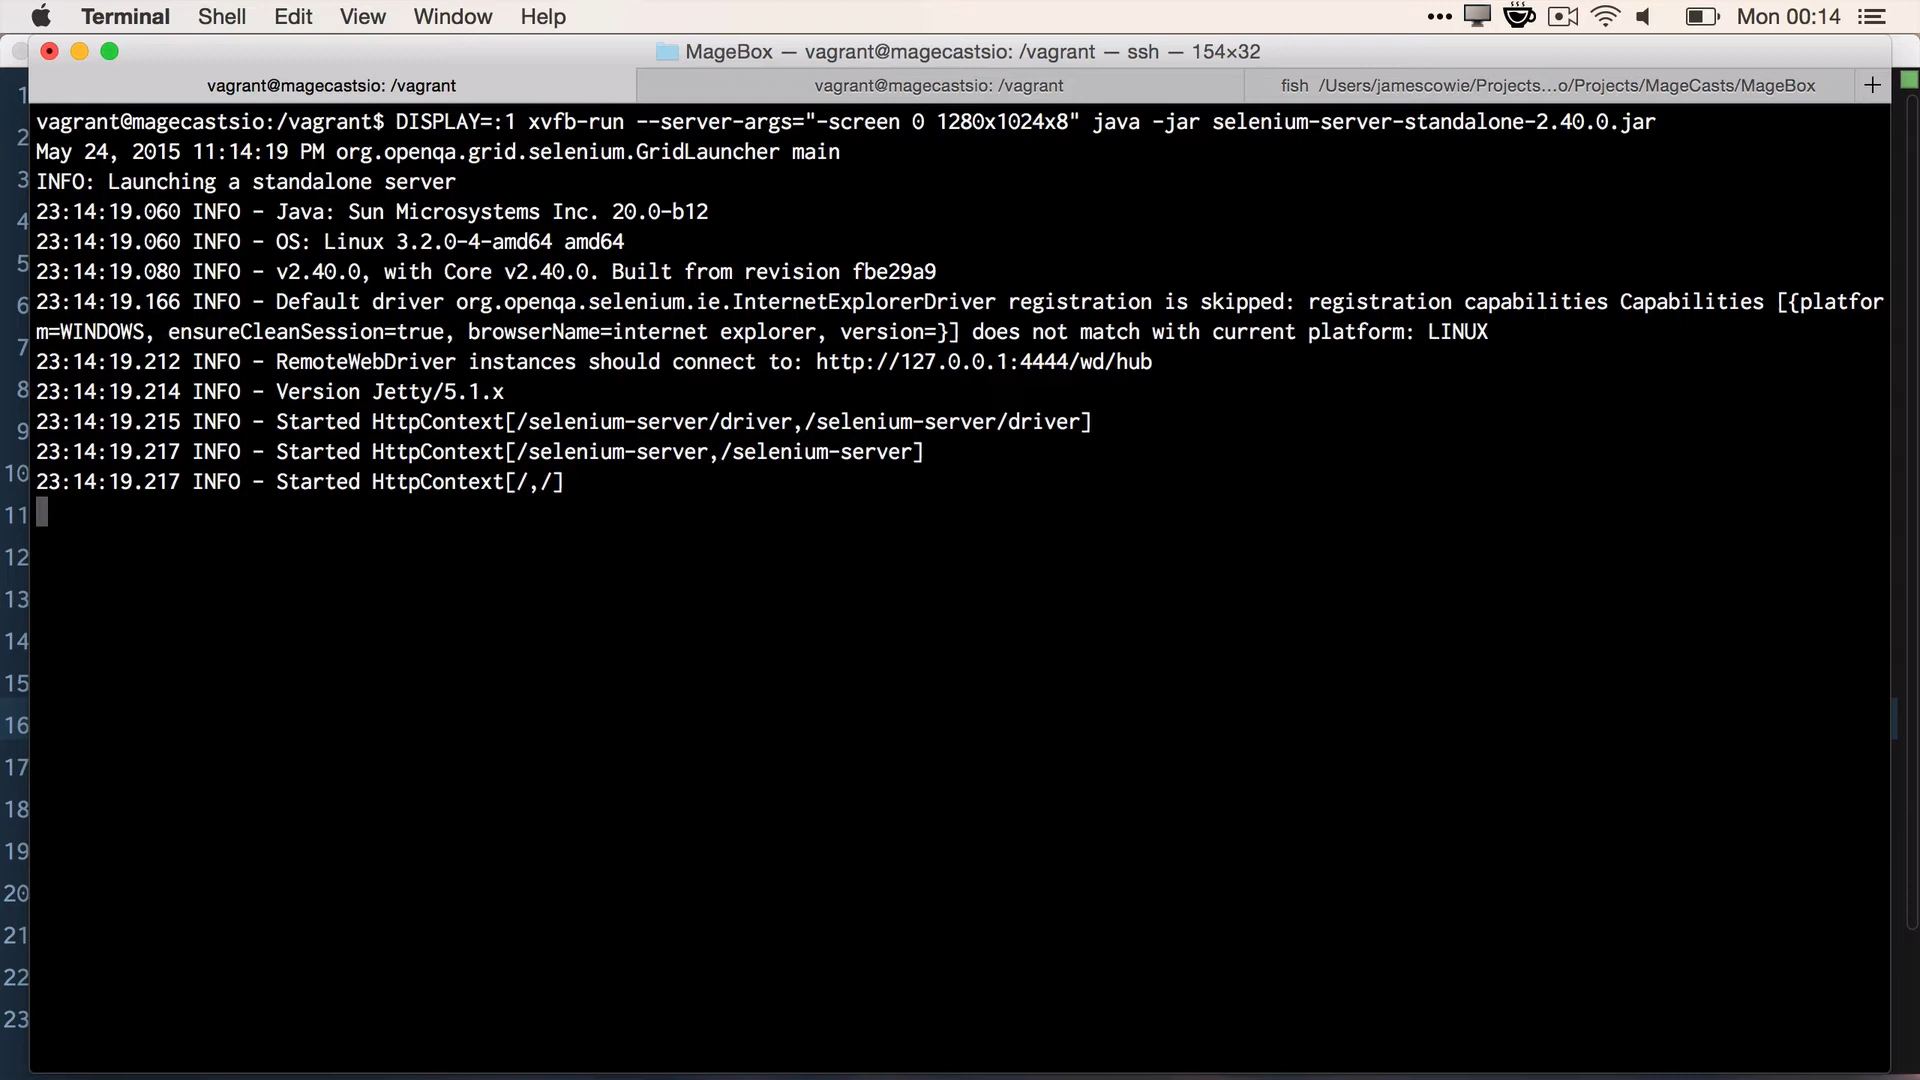 Terminal Shell Edit View Window Help Mon 00:14
MageBox — vagrant@magecastsio: /vagrant — ssh — 154×32
vagrant@magecastsio: /vagrant vagrant@magecastsio: /vagrant fish /Users/jamescowie/Projects...o/Projects/MageCasts/MageBox +
vagrant@magecastsio:/vagrant$ DISPLAY=:1 xvfb-run --server-args="-screen 0 1280x1024x8" java -jar selenium-server-standalone-2.40.0.jar
May 24, 2015 11:14:19 PM org.openqa.grid.selenium.GridLauncher main
INFO: Launching a standalone server
23:14:19.060 INFO - Java: Sun Microsystems Inc. 20.0-b12
23:14:19.060 INFO - OS: Linux 3.2.0-4-amd64 amd64
23:14:19.080 INFO - v2.40.0, with Core v2.40.0. Built from revision fbe29a9
23:14:19.166 INFO - Default driver org.openqa.selenium.ie.InternetExplorerDriver registration is skipped: registration capabilities Capabilities [{platfor
m=WINDOWS, ensureCleanSession=true, browserName=internet explorer, version=}] does not match with current platform: LINUX
23:14:19.212 INFO - RemoteWebDriver instances should connect to: http://127.0.0.1:4444/wd/hub
23:14:19.214 INFO - Version Jetty/5.1.x
23:14:19.215 INFO - Started HttpContext[/selenium-server/driver,/selenium-server/driver]
23:14:19.217 INFO - Started HttpContext[/selenium-server,/selenium-server]
23:14:19.217 INFO - Started HttpContext[/,/]
1
2
3
4
5
6
7
8
9
10
11
12
13
14
15
16
17
18
19
20
21
22
23